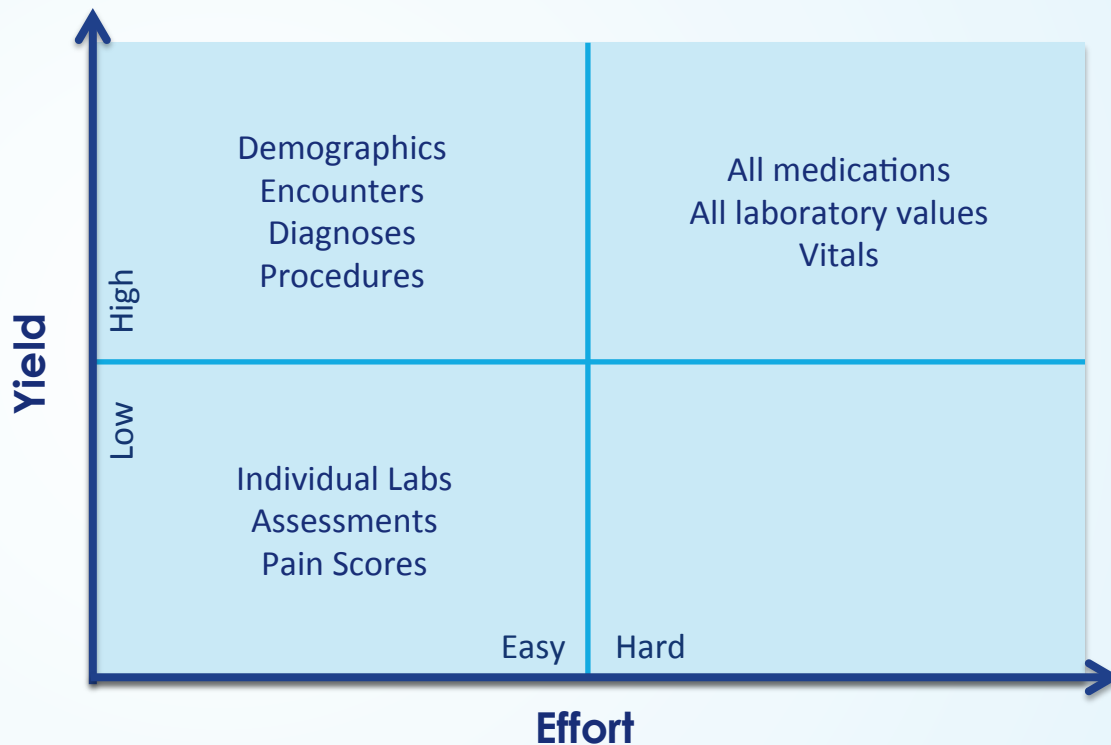 Demographics
Encounters
Diagnoses
Procedures
All medications
All laboratory values
Vitals
Yield
High
Low
Individual Labs
Assessments
Pain Scores
Easy
Hard
Effort